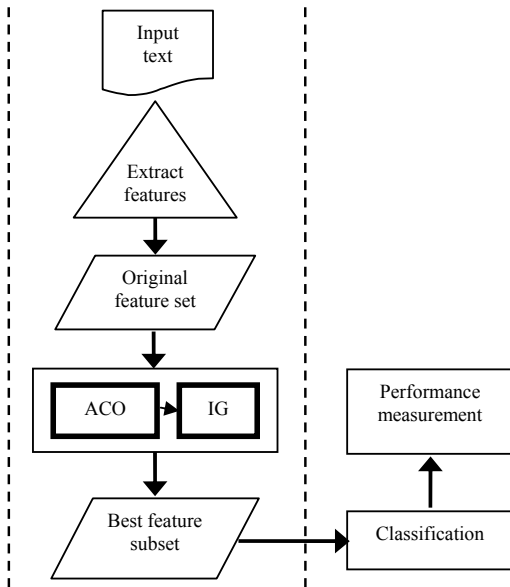 Input
text
Extract
features
Original
feature set
ACO
IG
Best feature
subset
Performance
measurement
Classification